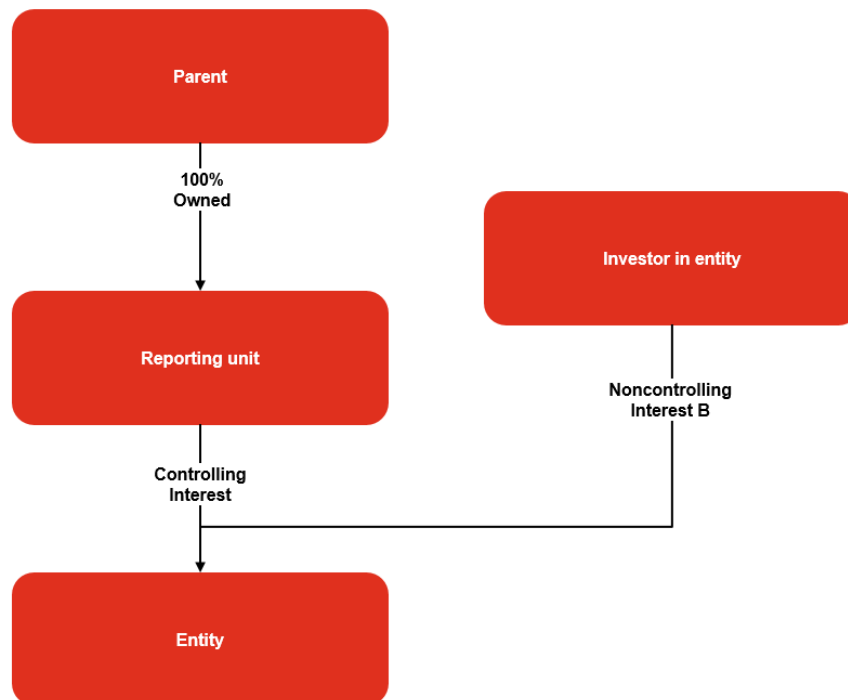 Parent
100%
Owned
Investor in entity
Reporting unit
Noncontrolling
Interest B
Controlling
Interest
Entity